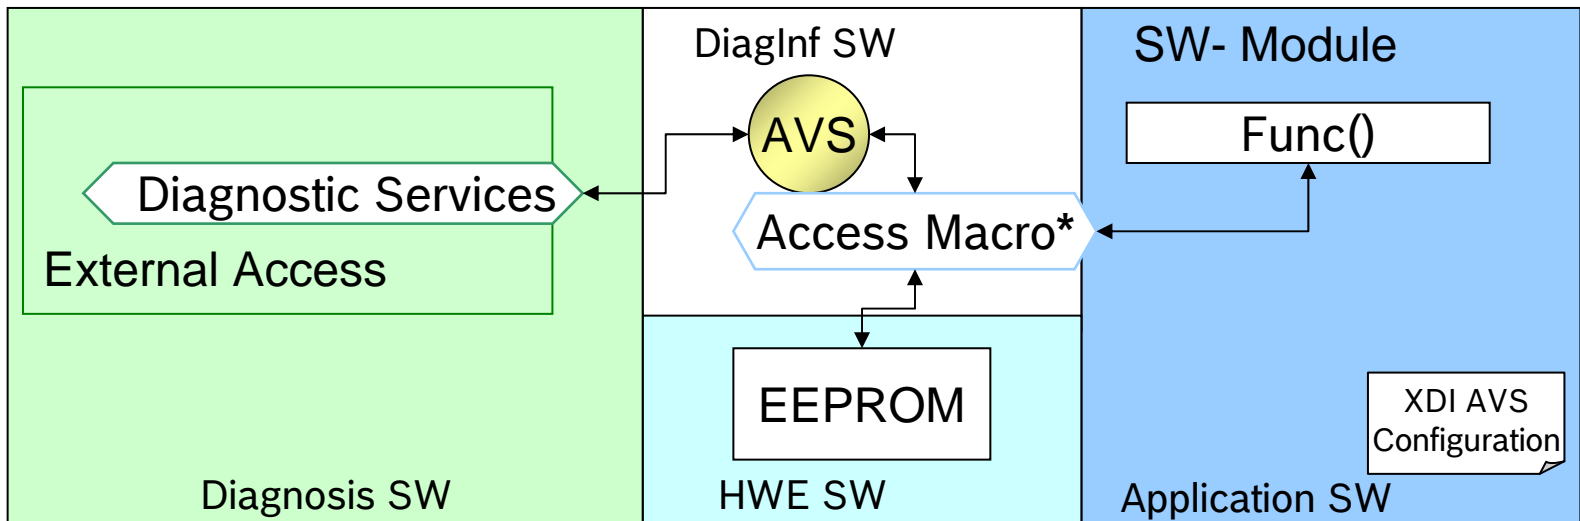 DiagInf SW
SW- Module
AVS
Func()
Diagnostic Services
Access Macro*
External Access
EEPROM
XDI AVS
Configuration
Diagnosis SW
HWE SW
Application SW